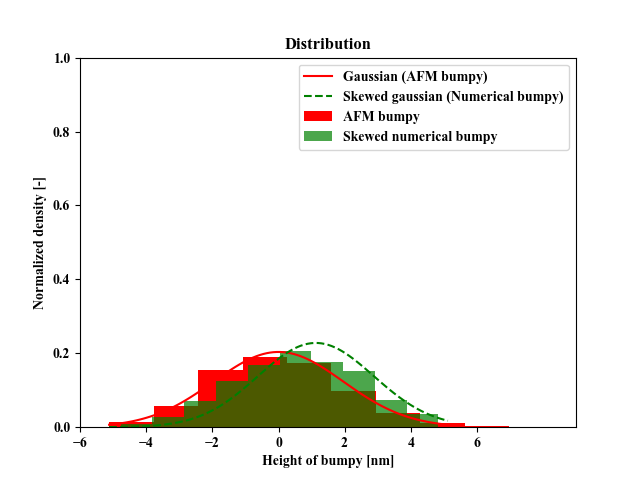 Distribution
Gaussian (AFM bumpy)
Skewed gaussian (Numerical bumpy)
AFM bumpy
Skewed numerical bumpy
Normalized density [-]
1.0
0.8
0.6
0.4
0.2
0.0
−6 −4 −2 0 2 4 6
Height of bumpy [nm]